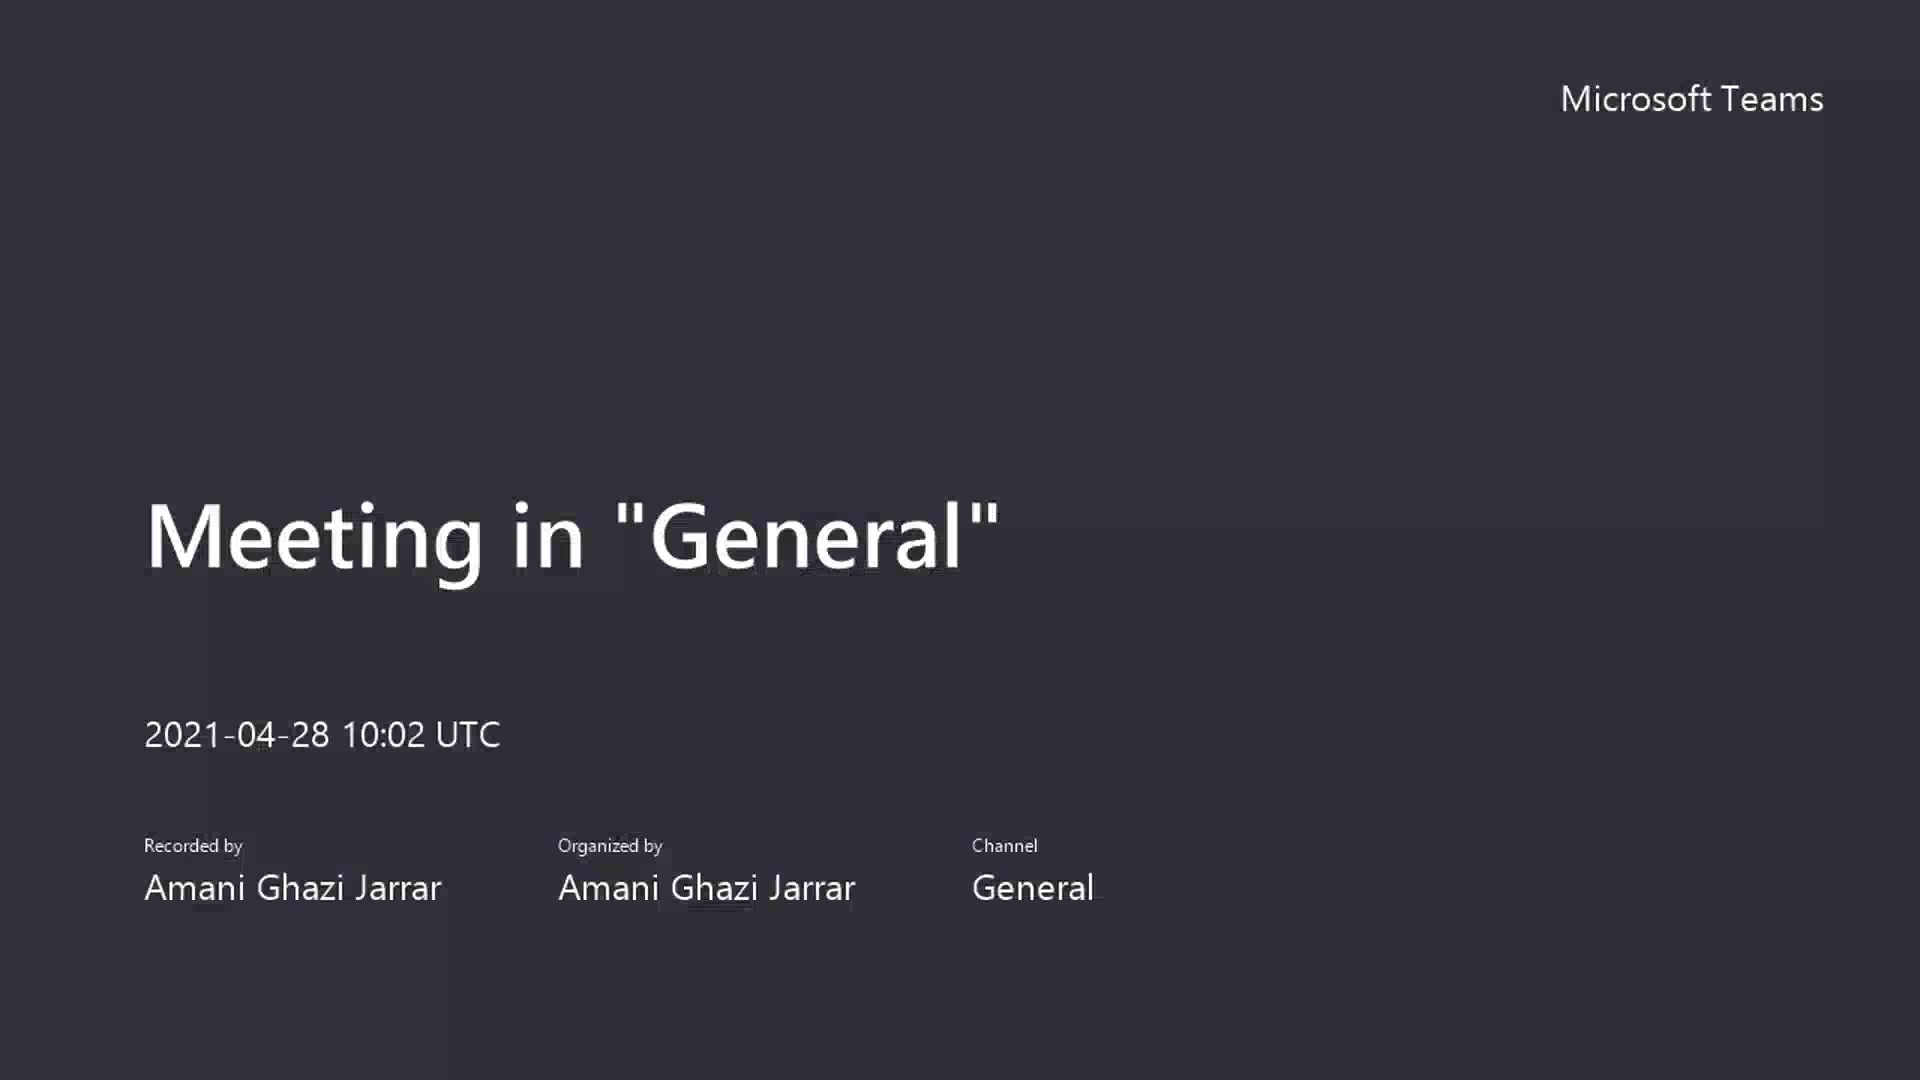 Microsoft Teams
Meeting in "General"
2021-04-28 10:02 UTC
Recorded by
Amani Ghazi Jarrar
Organized by
Amani Ghazi Jarrar
Channel
General